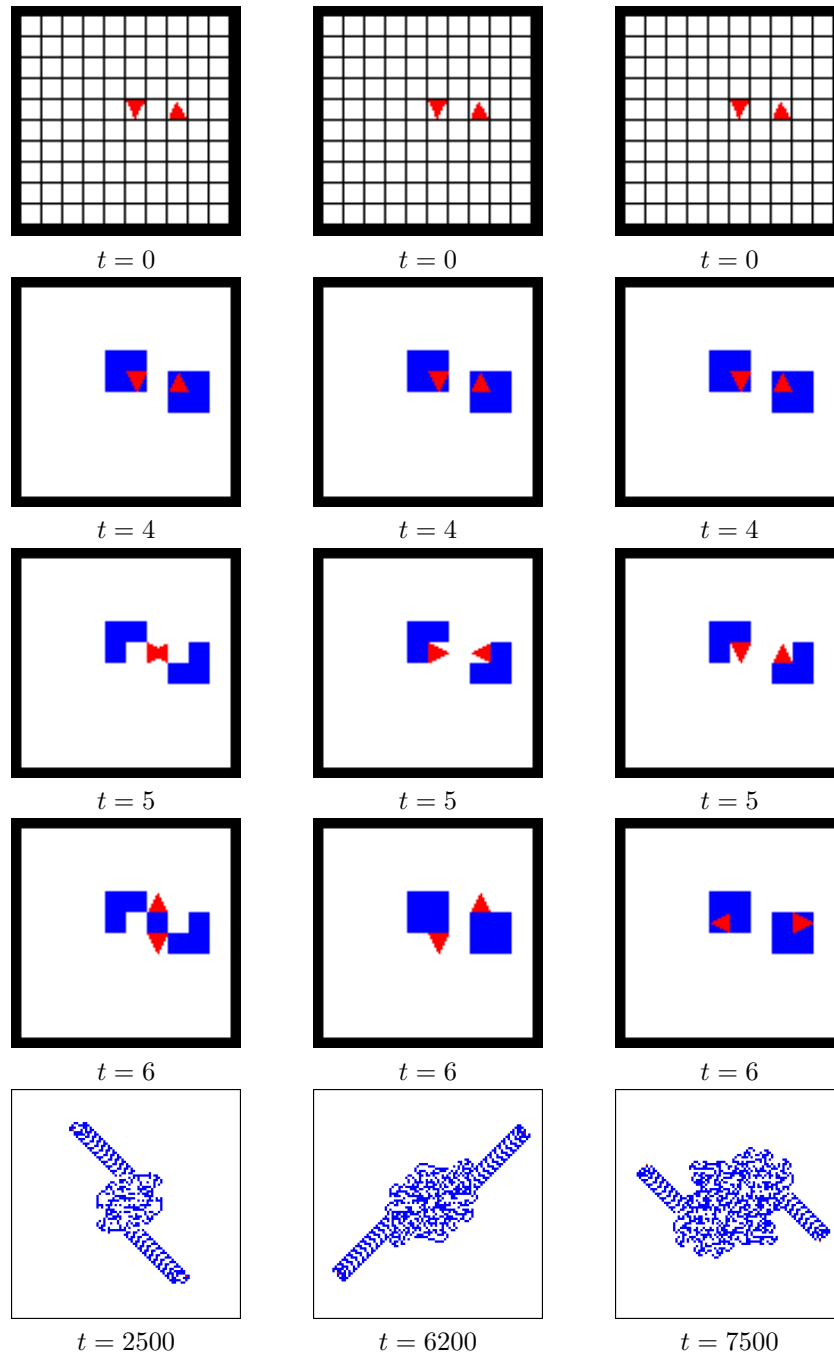 t = 0 t = 0 t = 0
t = 4 t = 4 t = 4
t = 5 t = 5 t = 5
t = 6 t = 6 t = 6
t = 2500 t = 6200 t = 7500